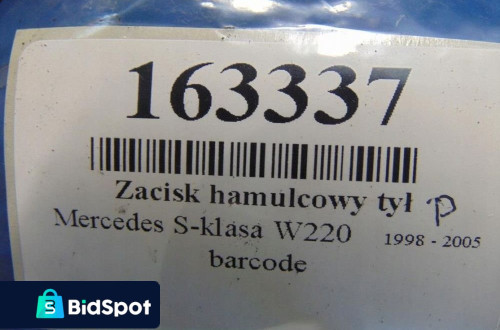 163337
Zacisk hamulcowy tył p
Mercedes S-klasa W220 1998 - 2005
barcode
S BidSpot